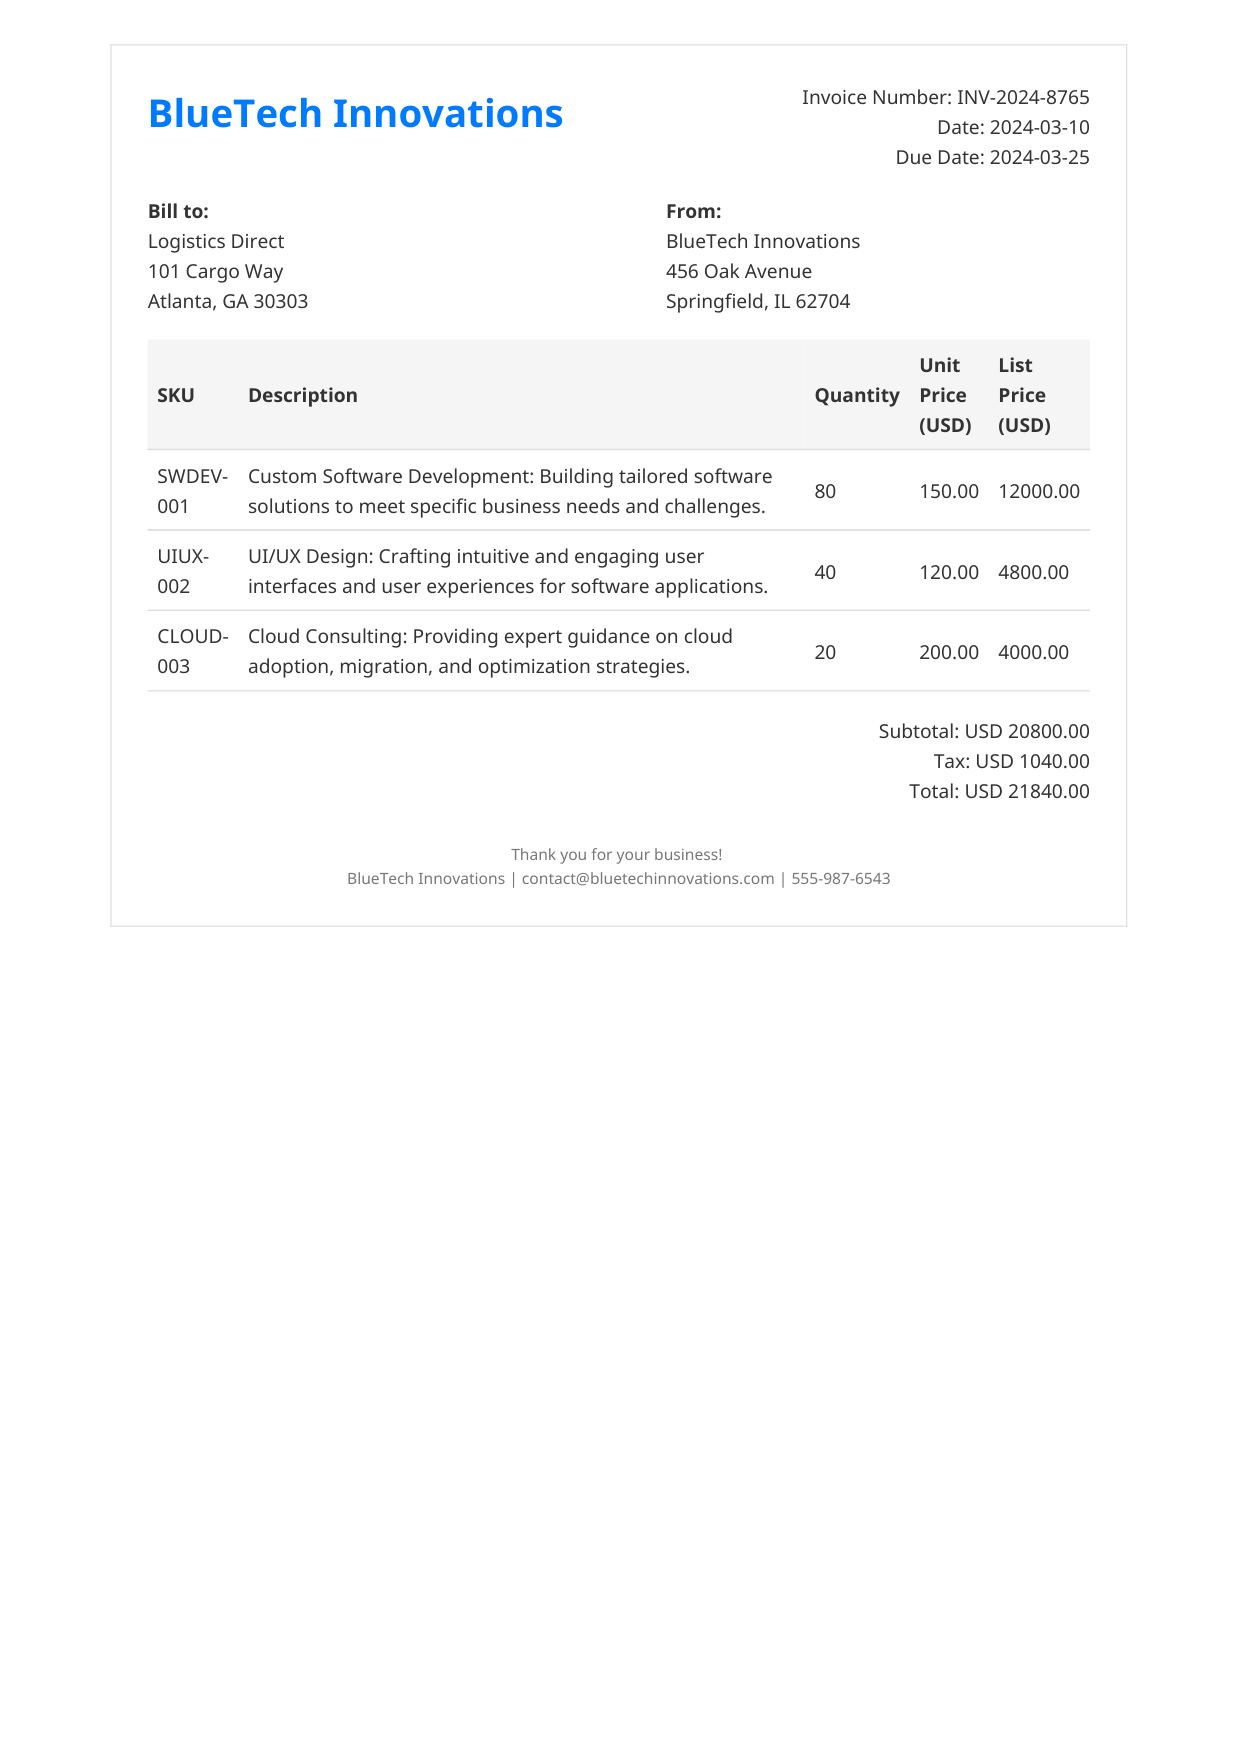 BlueTech Innovations
Invoice Number: INV-2024-8765
Date: 2024-03-10
Due Date: 2024-03-25
Bill to:
Logistics Direct
101 Cargo Way
Atlanta, GA 30303
From:
BlueTech Innovations
456 Oak Avenue
Springfield, IL 62704
SKU Description Quantity Unit Price (USD) List Price (USD)
SWDEV-001 Custom Software Development: Building tailored software
solutions to meet specific business needs and challenges. 80 150.00 12000.00
UIUX-002 UI/UX Design: Crafting intuitive and engaging user
interfaces and user experiences for software applications. 40 120.00 4800.00
CLOUD-003 Cloud Consulting: Providing expert guidance on cloud
adoption, migration, and optimization strategies. 20 200.00 4000.00
Subtotal: USD 20800.00
Tax: USD 1040.00
Total: USD 21840.00
Thank you for your business!
BlueTech Innovations | contact@bluetechinnovations.com | 555-987-6543